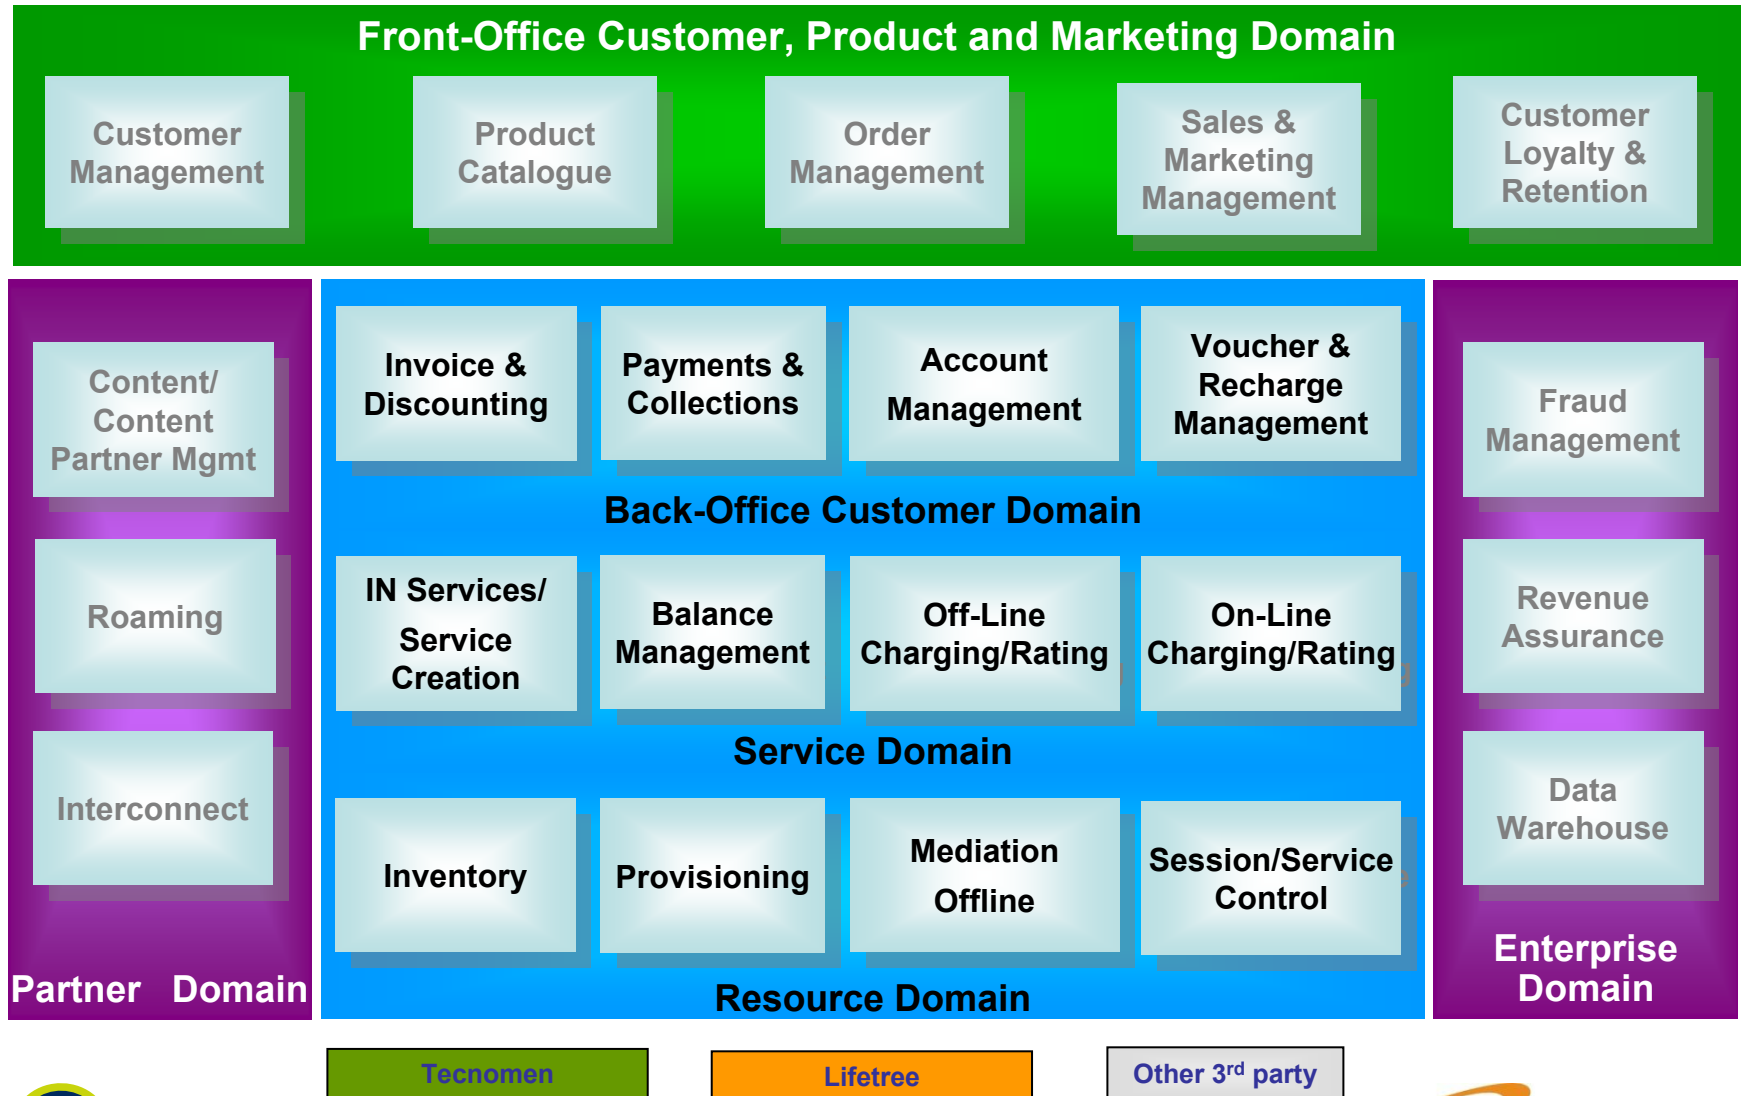 Front-Office Customer, Product and Marketing Domain
Customer
Management
Product
Catalogue
Order
Management
Sales &
Marketing
Management
Customer
Loyalty &
Retention
Content/
Content
Partner Mgmt
Roaming
Interconnect
Partner Domain
Invoice &
Discounting
Payments &
Collections
Account
Management
Voucher &
Recharge
Management
Back-Office Customer Domain
IN Services/
Service
Creation
Balance
Management
Off-Line
Charging/Rating
On-Line
Charging/Rating
Service Domain
Inventory
Provisioning
Mediation
Offline
Session/Service
Control
Resource Domain
Fraud
Management
Revenue
Assurance
Data
Warehouse
Enterprise
Domain
Tecnomen
Lifetree
Other 3rd party